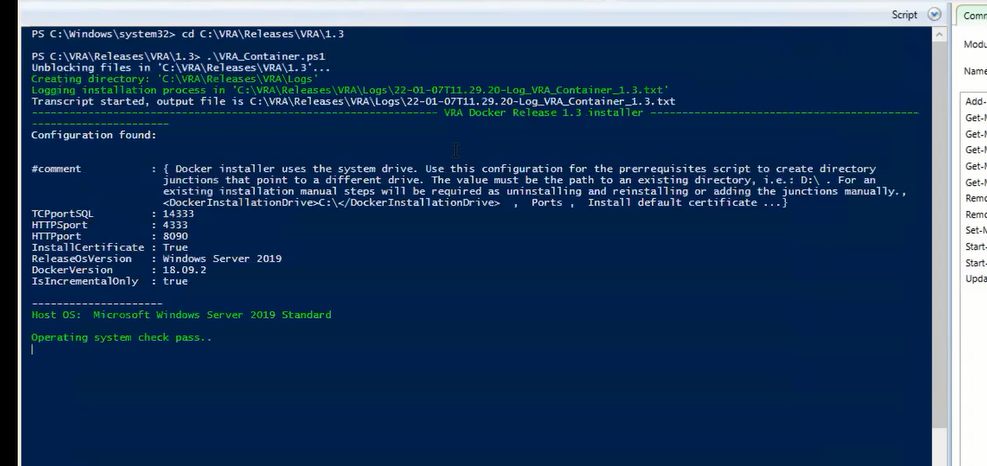 Script
PS C:\Windows\system32> cd C:\VRA\Releases\VRA\1.3
PS C:\VRA\Releases\VRA\1.3> .\VRA_Container.ps1
Unblocking files in 'C:\VRA\Releases\VRA\1.3'...
Creating directory: 'C:\VRA\Releases\VRA\Logs'
Logging installation process in 'C:\VRA\Releases\VRA\Logs\22-01-07T11.29.20-Log_VRA_Container_1.3.txt'
Transcript started, output file is C:\VRA\Releases\VRA\Logs\22-01-07T11.29.20-Log_VRA_Container_1.3.txt
----------------------------------------------------------------- VRA Docker Release 1.3 installer -------------------------------------------
----------------------
Configuration found:
#comment : { Docker installer uses the system drive. Use this configuration for the prerequisites script to create directory
junctions that point to a different drive. The value must be the path to an existing directory, i.e.: D:\ . For an
existing installation manual steps will be required as uninstalling and reinstalling or adding the junctions manually.,
<DockerInstallationDrive>C:\</DockerInstallationDrive> , Ports , Install default certificate ...}
TCPportSQL : 14333
HTTPSport : 4333
HTTPport : 8090
InstallCertificate : True
ReleaseOsVersion : Windows Server 2019
DockerVersion : 18.09.2
IsIncrementalOnly : true
---------------------
Host OS: Microsoft Windows Server 2019 Standard
Operating system check pass..
Comm
Modu
Name
Add-
Get-M
Get-M
Get-M
Get-M
Get-M
Remo
Remo
Set-M
Start-
Start-
Upda